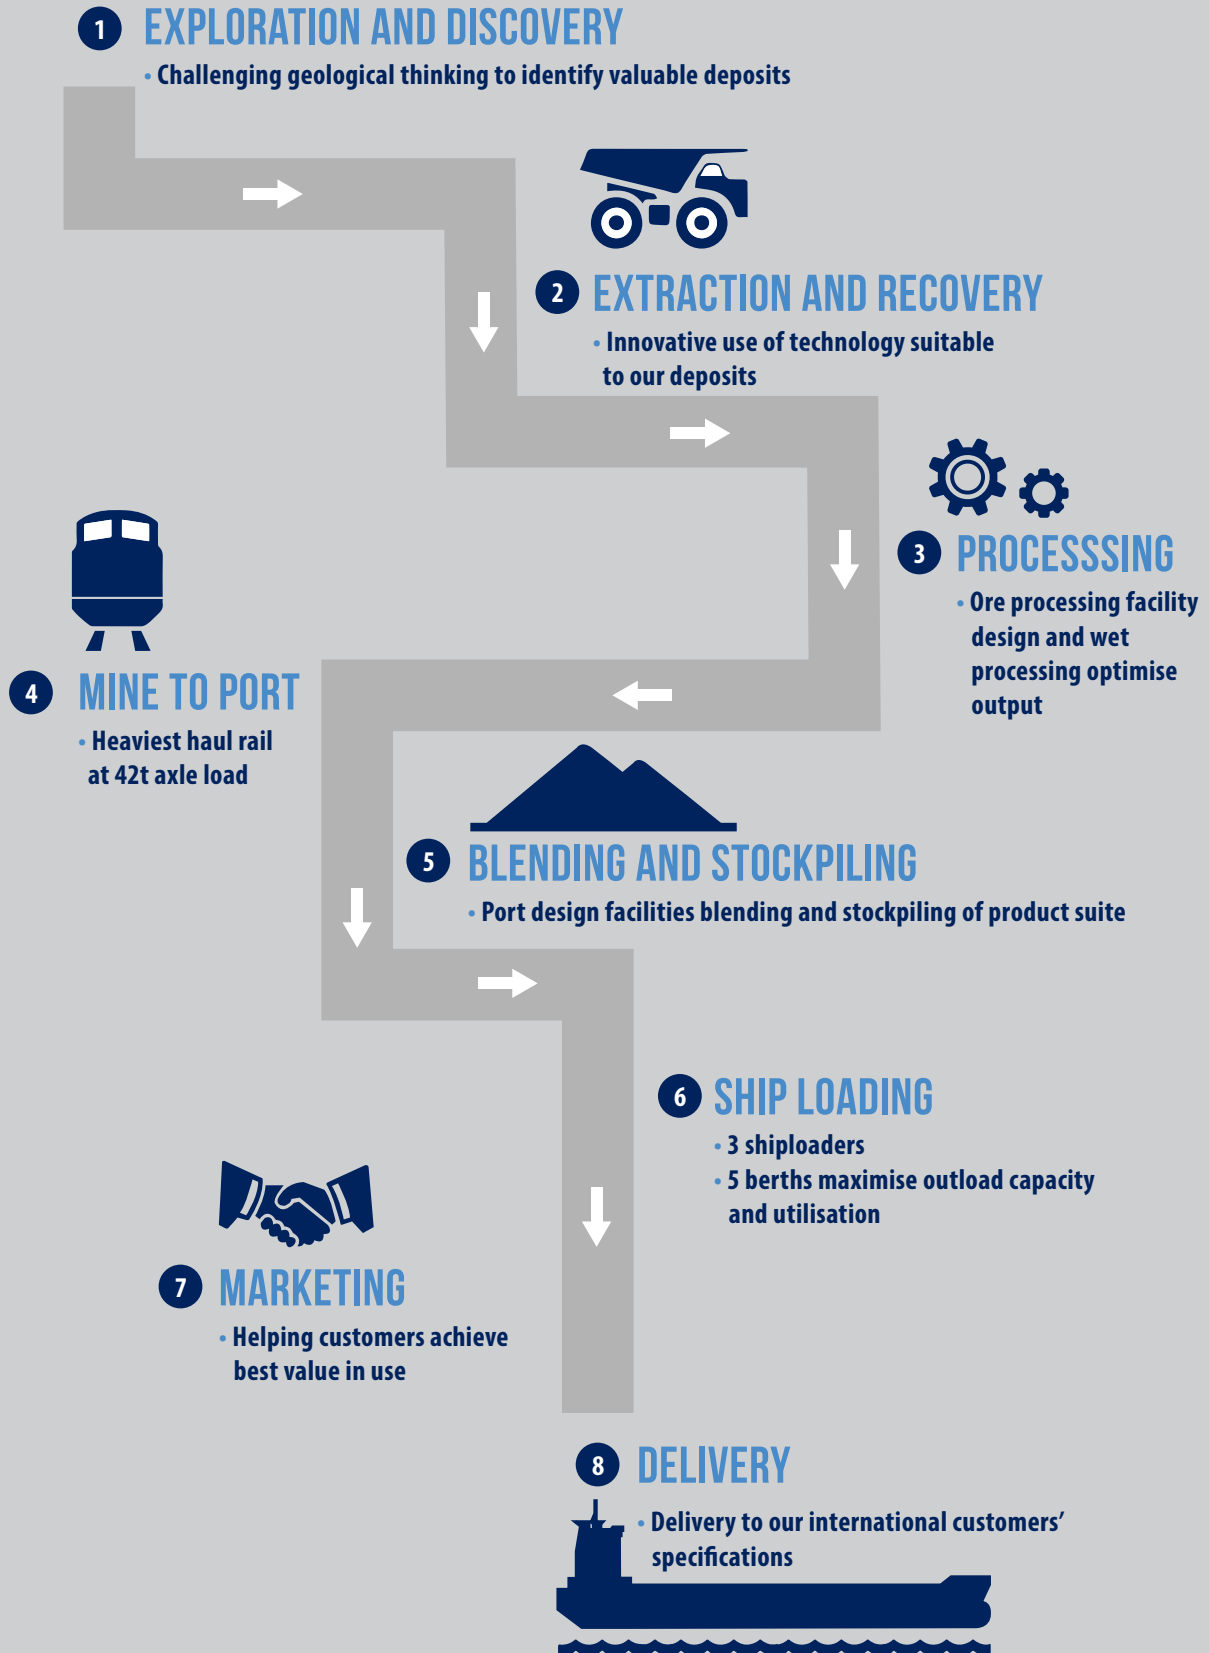 1 EXPLORATION AND DISCOVERY
• Challenging geological thinking to identify valuable deposits
2 EXTRACTION AND RECOVERY
• Innovative use of technology suitable
to our deposits
3 PROCESSSING
• Ore processing facility
design and wet
processing optimise
output
4 MINE TO PORT
• Heaviest haul rail
at 42t axle load
5 BLENDING AND STOCKPILING
• Port design facilities blending and stockpiling of product suite
6 SHIP LOADING
• 3 shiploaders
• 5 berths maximise outload capacity
and utilisation
7 MARKETING
• Helping customers achieve
best value in use
8 DELIVERY
• Delivery to our international customers’
specifications